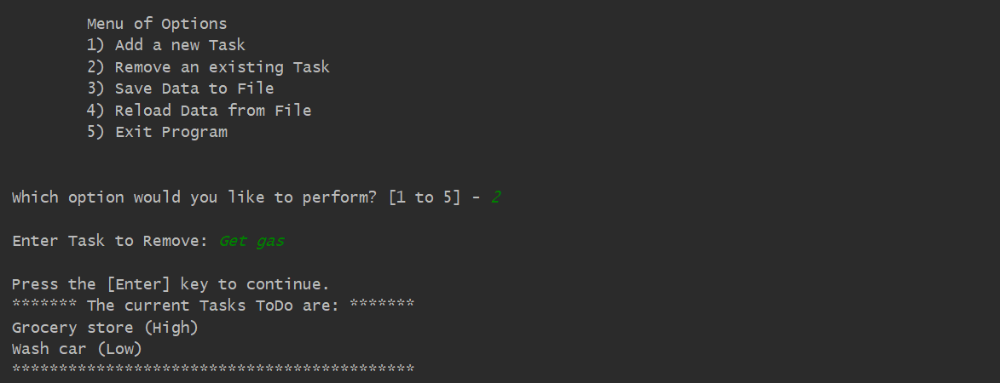 Menu of Options
1) Add a new Task
2) Remove an existing Task
3) Save Data to File
4) Reload Data from File
5) Exit Program
Which option would you like to perform? [1 to 5] - 2
Enter Task to Remove: Get gas
Press the [Enter] key to continue.
******* The current Tasks ToDo are: *******
Grocery store (High)
Wash car (Low)
*******************************************